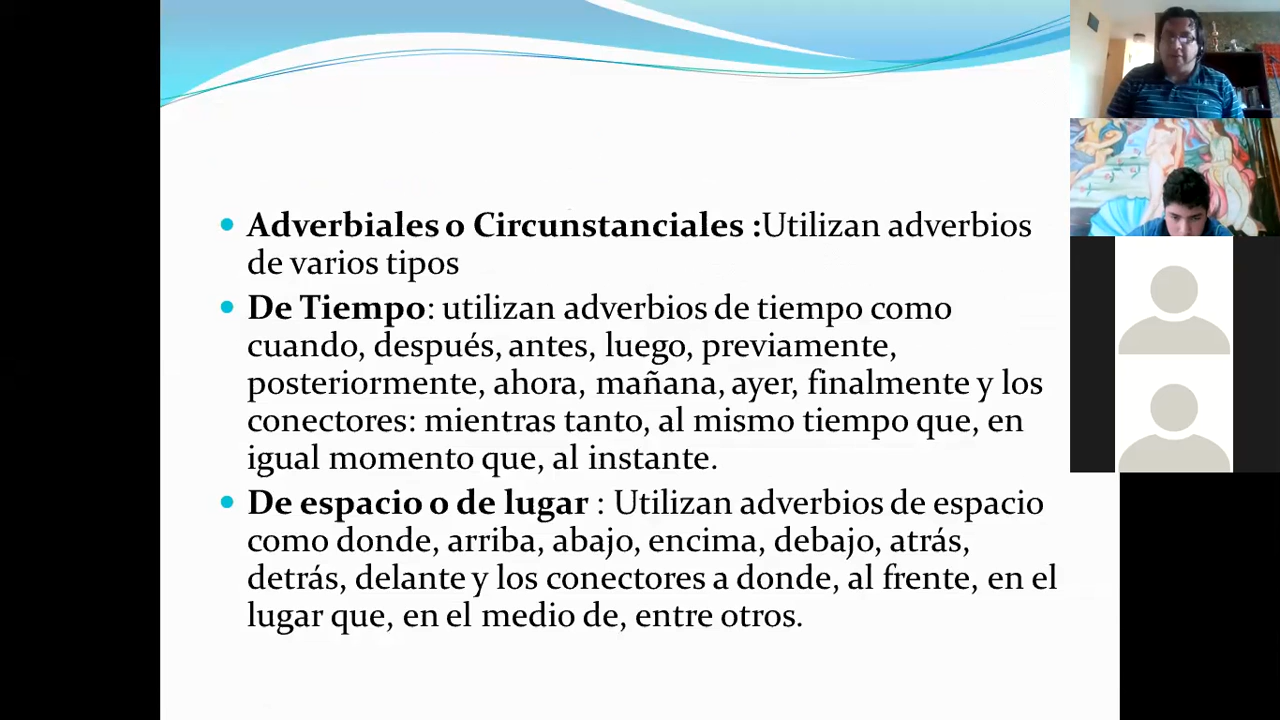 Adverbiales o Circunstanciales :Utilizan adverbios
de varios tipos
De Tiempo: utilizan adverbios de tiempo como
cuando, después, antes, luego, previamente,
posteriormente, ahora, mañana, ayer, finalmente y los
conectores: mientras tanto, al mismo tiempo que, en
igual momento que, al instante.
De espacio o de lugar : Utilizan adverbios de espacio
como donde, arriba, abajo, encima, debajo, atrás,
detrás, delante y los conectores a donde, al frente, en el
lugar que, en el medio de, entre otros.